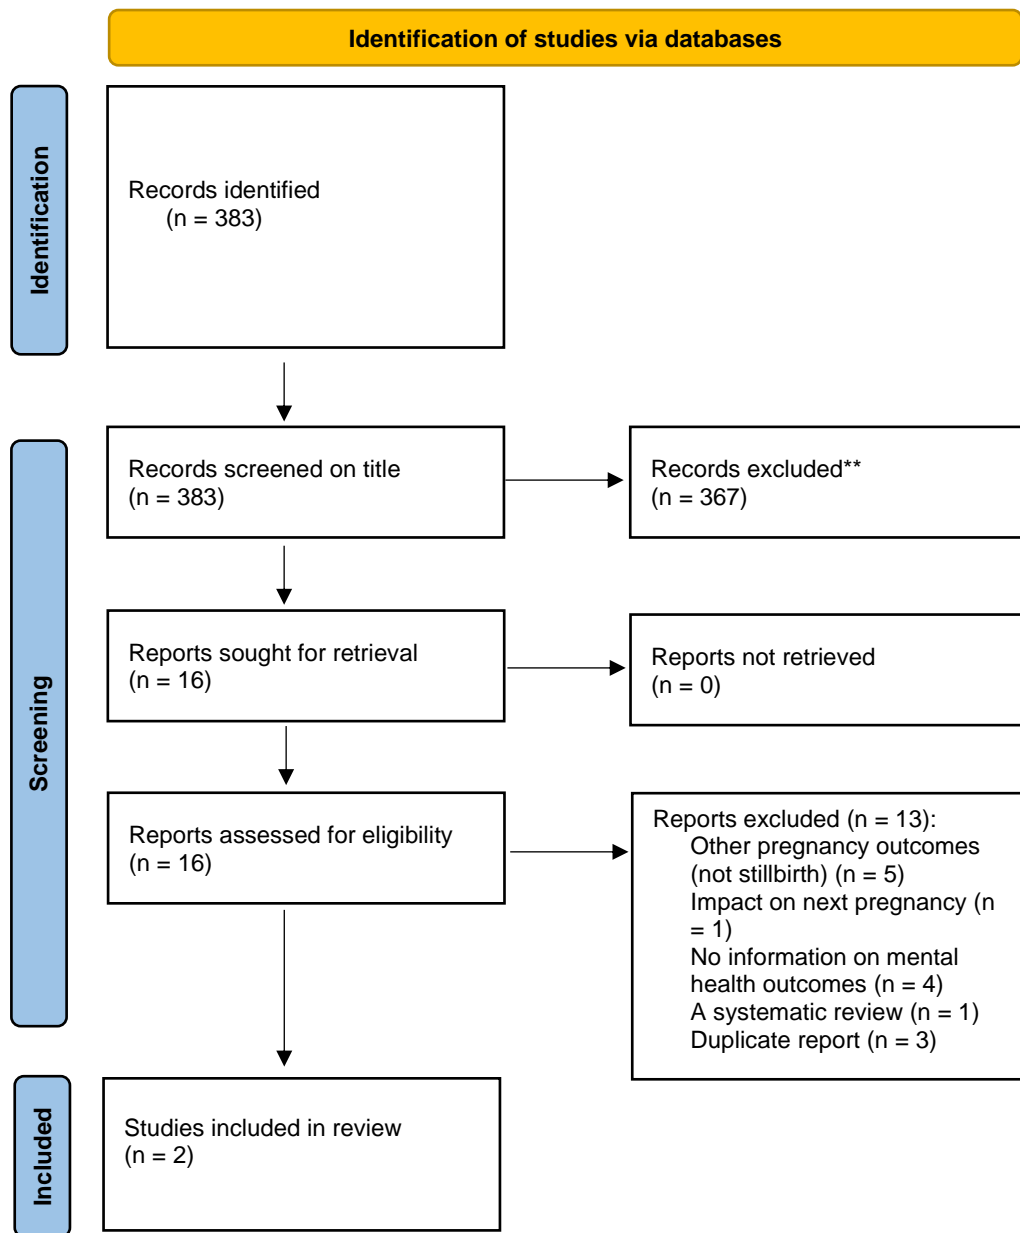 Identification of studies via databases
Identification
Records identified
(n = 383)
Screening
Records screened on title
(n = 383)
Records excluded**
(n = 367)
Reports sought for retrieval
(n = 16)
Reports not retrieved
(n = 0)
Reports assessed for eligibility
(n = 16)
Reports excluded (n = 13):
Other pregnancy outcomes
(not stillbirth) (n = 5)
Impact on next pregnancy (n
= 1)
No information on mental
health outcomes (n = 4)
A systematic review (n = 1)
Duplicate report (n = 3)
Included
Studies included in review
(n = 2)